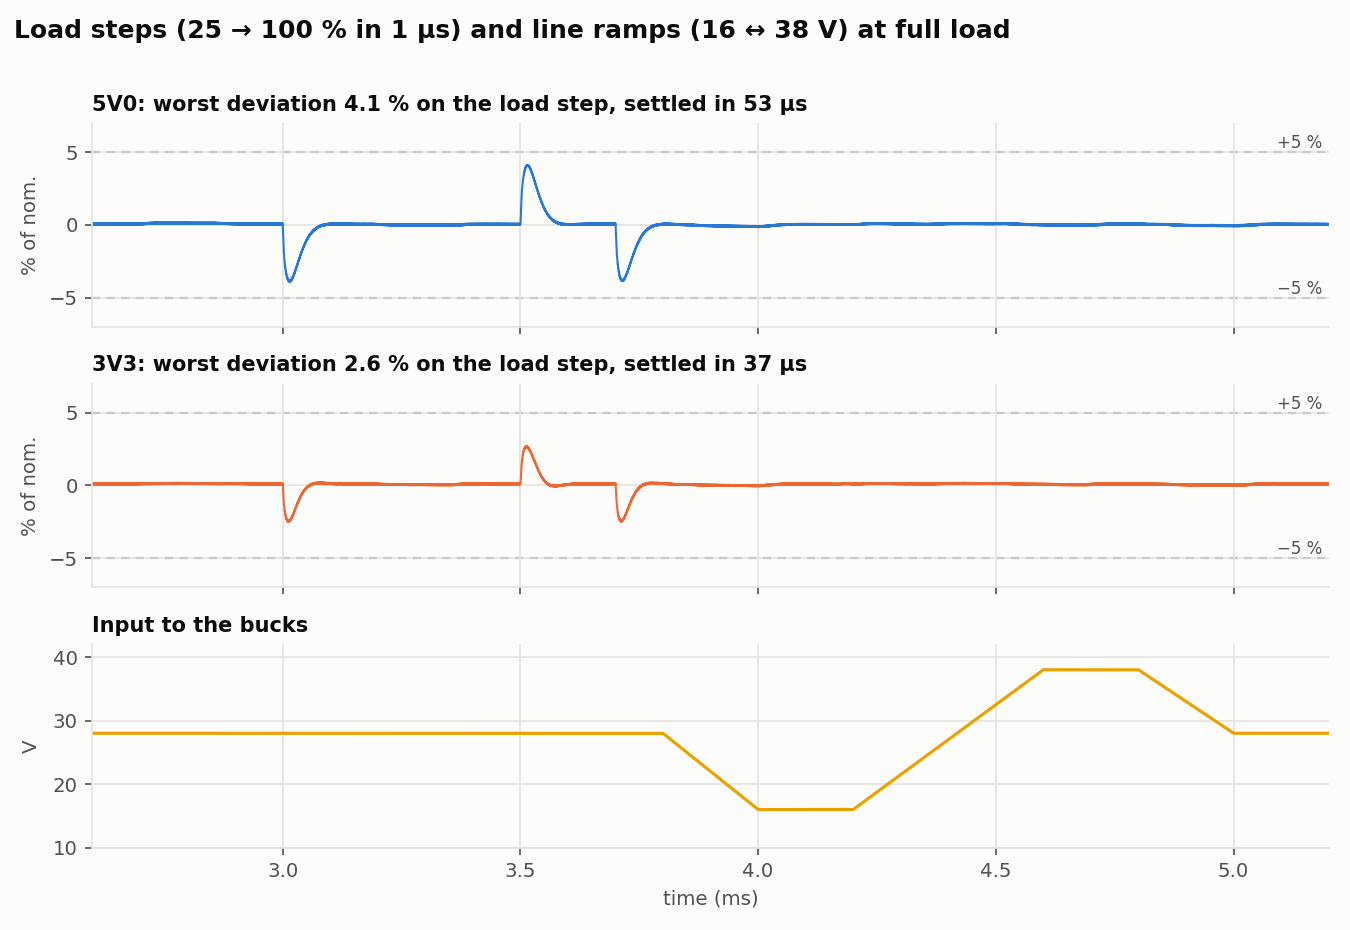 Load steps (25 → 100 % in 1 µs) and line ramps (16 ↔ 38 V) at full load
5V0: worst deviation 4.1 % on the load step, settled in 53 µs
% of nom.
5
0
−5
+5 %
−5 %
3V3: worst deviation 2.6 % on the load step, settled in 37 µs
% of nom.
5
0
−5
+5 %
−5 %
Input to the bucks
V
40
30
20
10
3.0 3.5 4.0 4.5 5.0
time (ms)